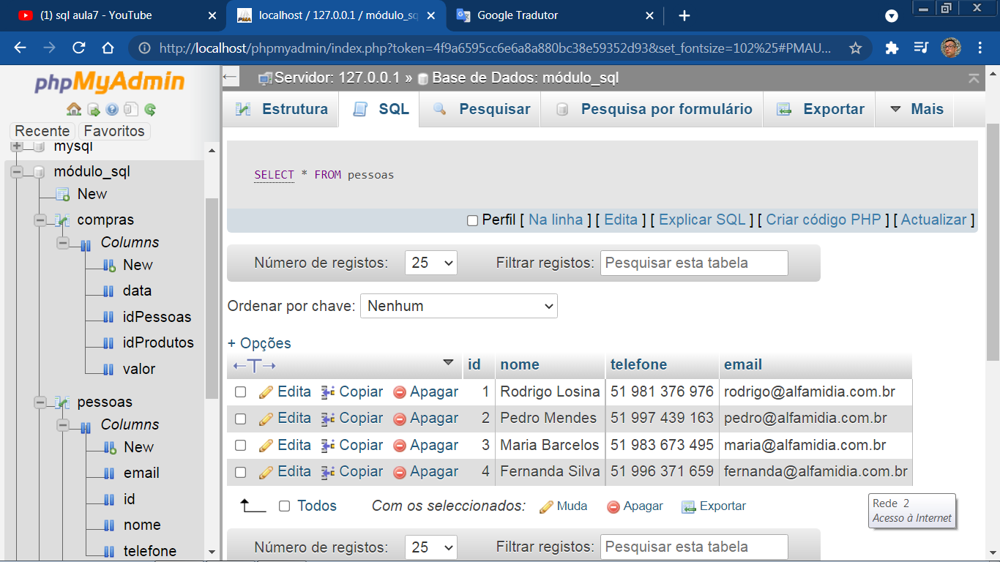 (1) sql aula7 - YouTube
localhost / 127.0.0.1 / módulo_sq
Google Tradutor
http://localhost/phpmyadmin/index.php?token=4f9a6595cc6e6a8a880bc38e59352d93&set_fontsize=102%25#PMAU...
phpMyAdmin
Recente Favoritos
mysql
módulo_sql
New
compras
Columns
New
data
idPessoas
idProdutos
valor
pessoas
Columns
New
email
id
nome
telefone
Servidor: 127.0.0.1 » Base de Dados: módulo_sql
Estrutura SQL Pesquisar Pesquisa por formulário Exportar Mais
SELECT * FROM pessoas
Perfil [ Na linha ] [ Edita ] [ Explicar SQL ] [ Criar código PHP ] [ Actualizar ]
Número de registos: 25 Filtrar registos: Pesquisar esta tabela
Ordenar por chave: Nenhum
+ Opções
←T→ id nome telefone email
Edita Copiar Apagar 1 Rodrigo Losina 51 981 376 976 rodrigo@alfamidia.com.br
Edita Copiar Apagar 2 Pedro Mendes 51 997 439 163 pedro@alfamidia.com.br
Edita Copiar Apagar 3 Maria Barcelos 51 983 673 495 maria@alfamidia.com.br
Edita Copiar Apagar 4 Fernanda Silva 51 996 371 659 fernanda@alfamidia.com.br
Todos Com os seleccionados: Muda Apagar Exportar
Rede 2
Acesso à Internet
Número de registos: 25 Filtrar registos: Pesquisar esta tabela